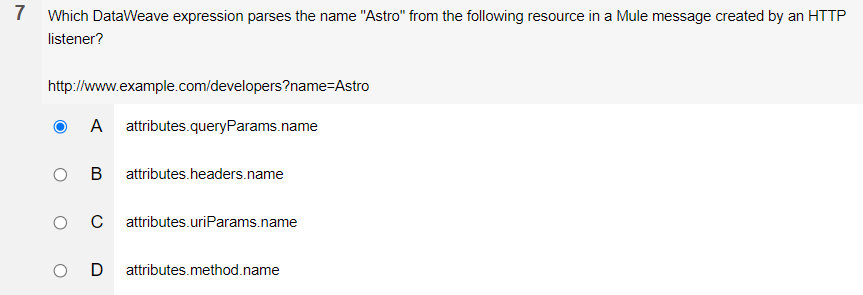 7 Which DataWeave expression parses the name "Astro" from the following resource in a Mule message created by an HTTP
listener?
http://www.example.com/developers?name=Astro
A attributes.queryParams.name
B attributes.headers.name
C attributes.uriParams.name
D attributes.method.name